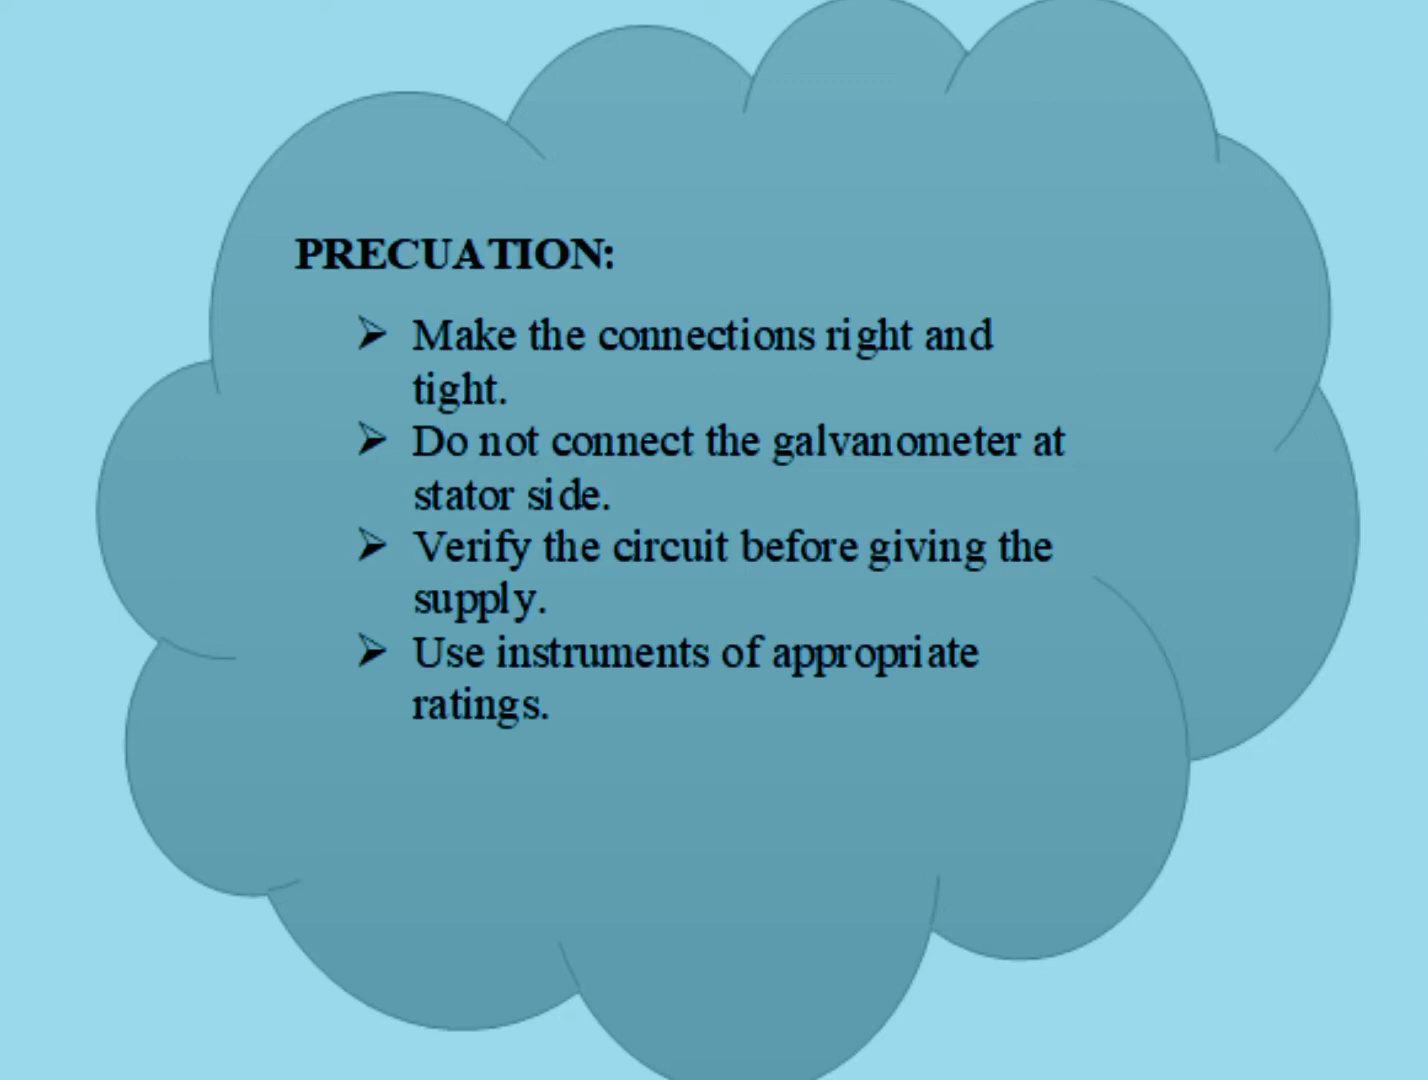 PRECUATION:
➤ Make the connections right and
tight.
➤ Do not connect the galvanometer at
stator side.
➤ Verify the circuit before giving the
supply.
➤ Use instruments of appropriate
ratings.